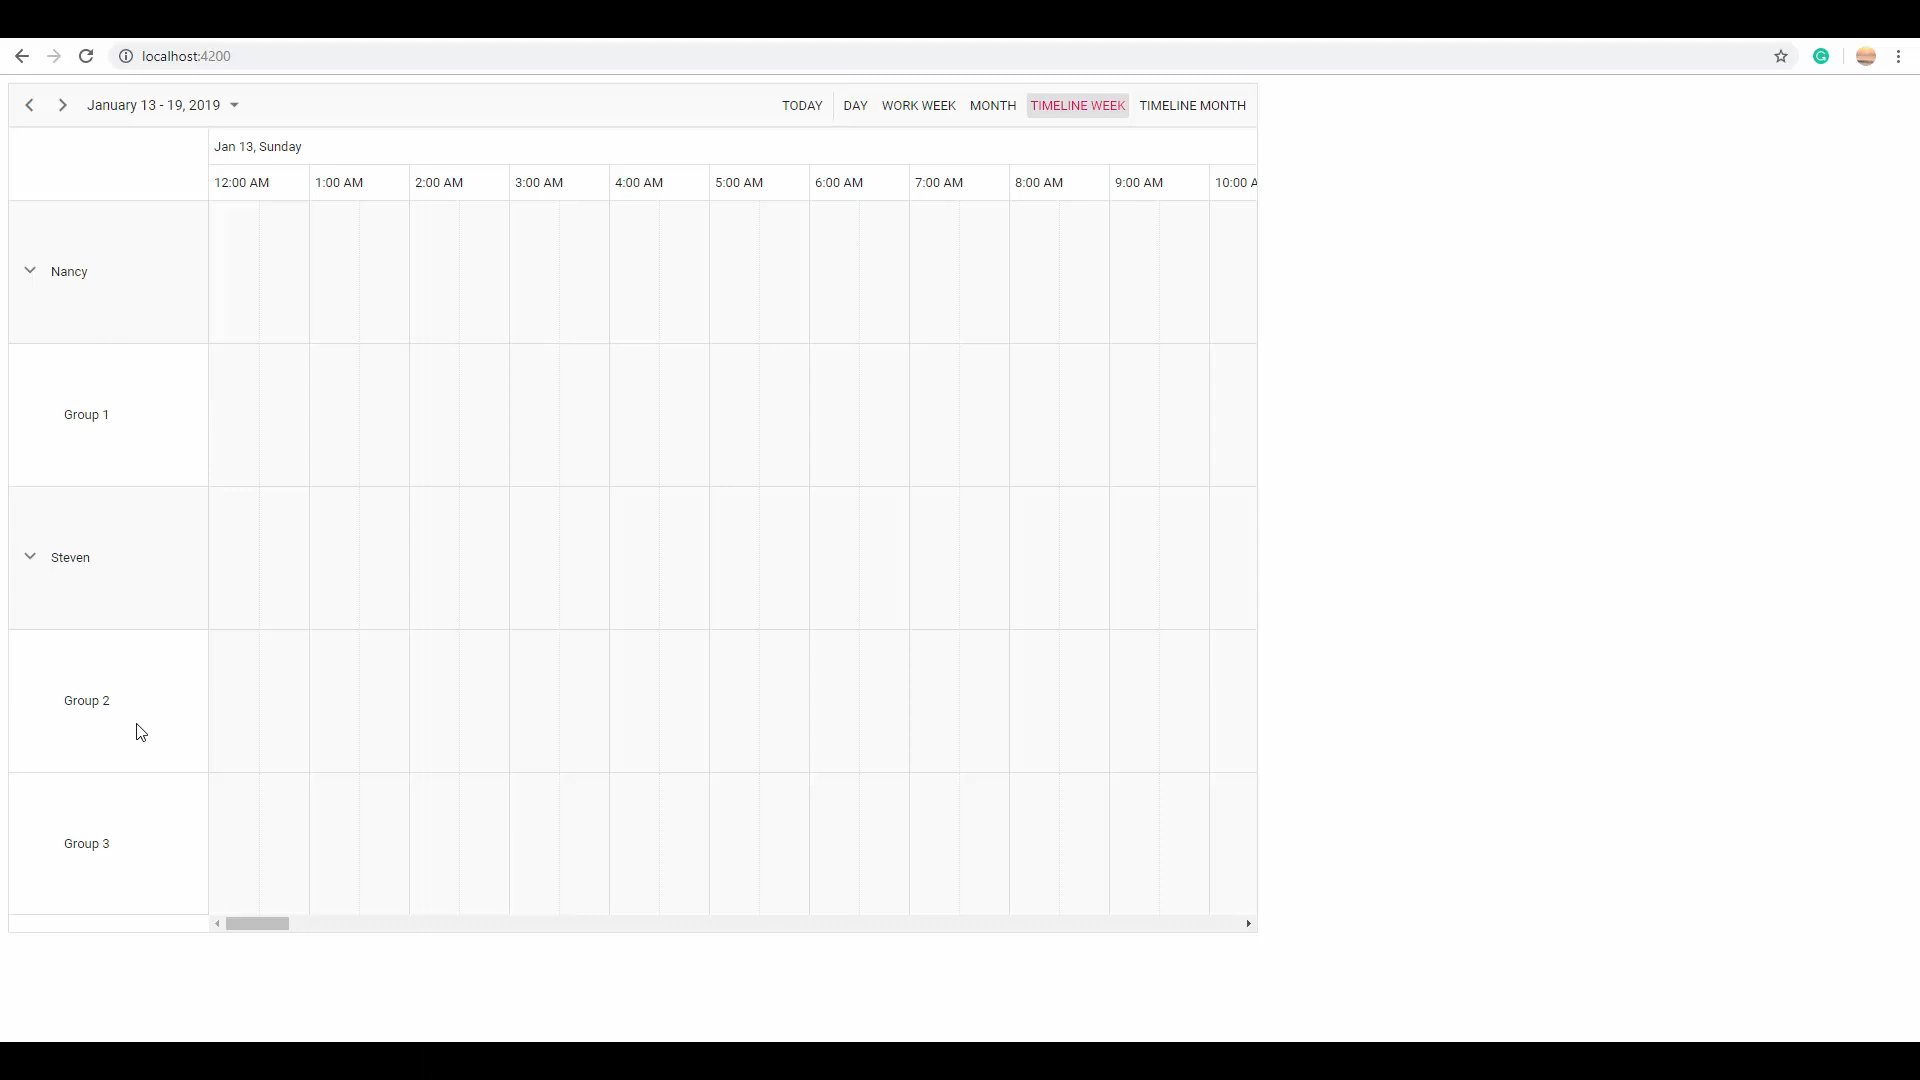 localhost:4200
January 13 - 19, 2019 TODAY DAY WORK WEEK MONTH TIMELINE WEEK TIMELINE MONTH
Jan 13, Sunday
12:00 AM 1:00 AM 2:00 AM 3:00 AM 4:00 AM 5:00 AM 6:00 AM 7:00 AM 8:00 AM 9:00 AM 10:00 A
Nancy
Group 1
Steven
Group 2
Group 3